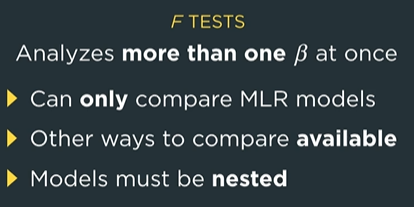 F TESTS
Analyzes more than one β at once
Can only compare MLR models
Other ways to compare available
Models must be nested